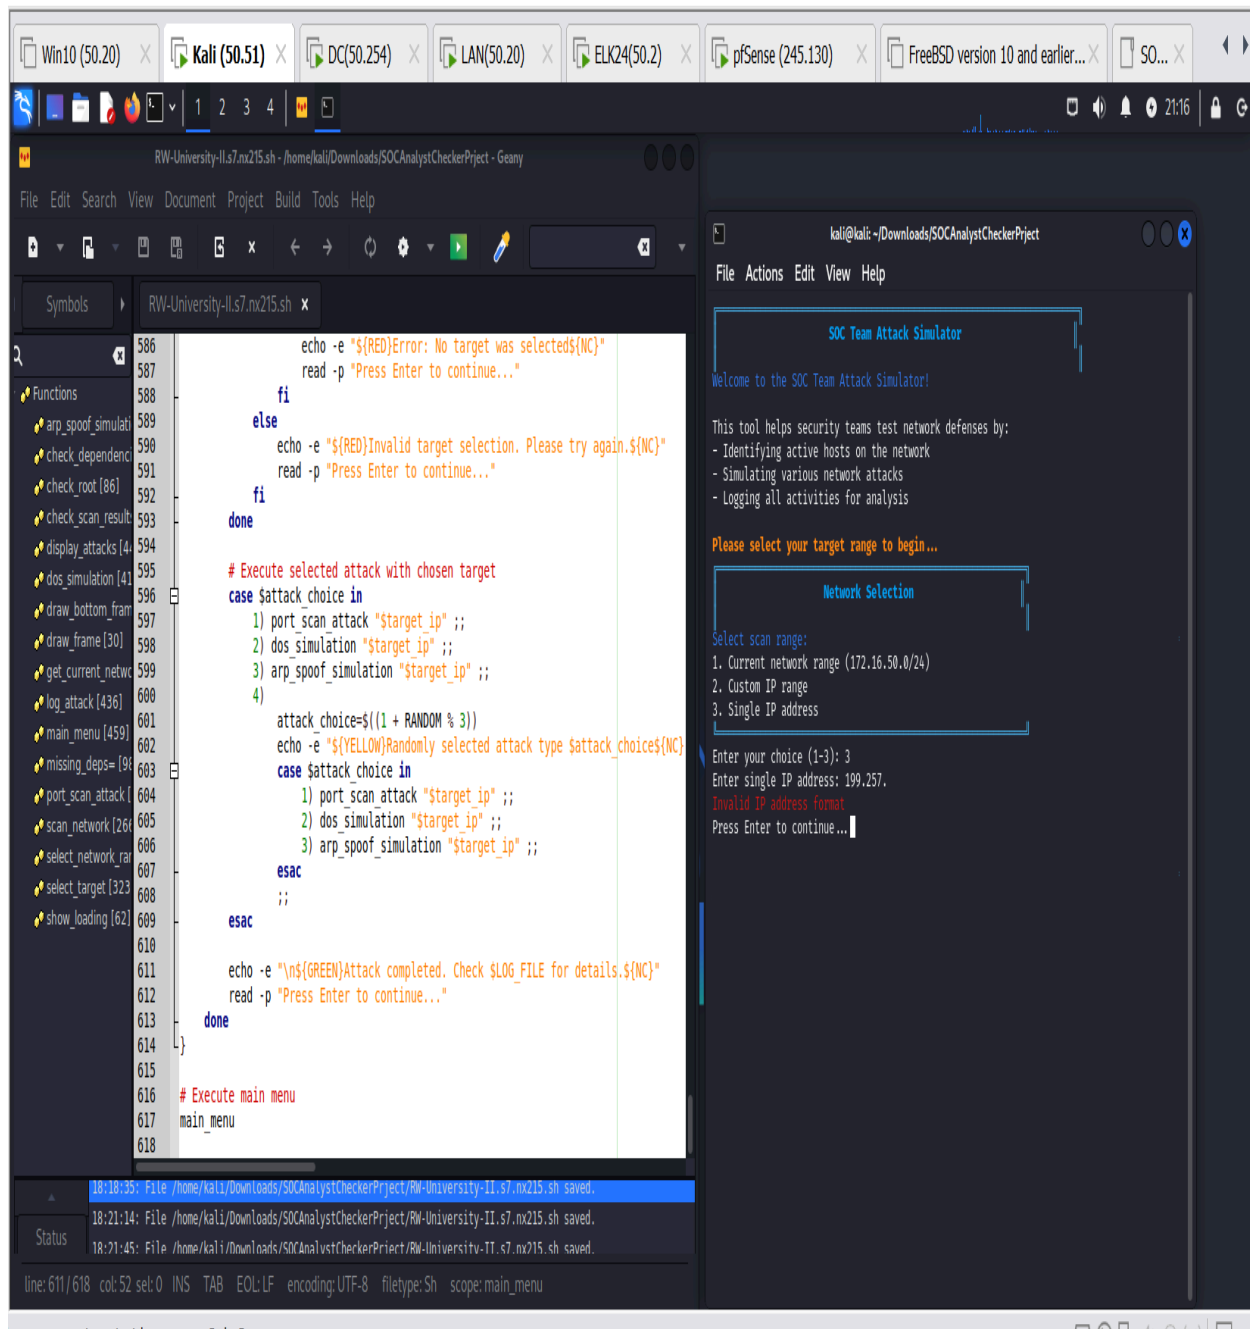 Win10 (50.20)
Kali (50.51)
DC(50.254)
LAN(50.20)
ELK24(50.2)
pfSense (245.130)
FreeBSD version 10 and earlier...
SO...
1 2 3 4
21:16
RW-University-II.s7.nx215.sh - /home/kali/Downloads/SOCAnalystCheckerPrject - Geany
File Edit Search View Document Project Build Tools Help
Symbols
RW-University-II.s7.nx215.sh
Functions
arp_spoof_simulati
check_dependenci
check_root [86]
check_scan_result
display_attacks [4
dos_simulation [41
draw_bottom_fram
draw_frame [30]
get_current_netwo
log_attack [436]
main_menu [459]
missing_deps= [98
port_scan_attack [
scan_network [266
select_network_ran
select_target [323
show_loading [62]
586 echo -e "${RED}Error: No target was selected${NC}"
587 read -p "Press Enter to continue..."
588 fi
589 else
590 echo -e "${RED}Invalid target selection. Please try again.${NC}"
591 read -p "Press Enter to continue..."
592 fi
593 done
594
595 # Execute selected attack with chosen target
596 case $attack_choice in
597 1) port_scan_attack "$target_ip" ;;
598 2) dos_simulation "$target_ip" ;;
599 3) arp_spoof_simulation "$target_ip" ;;
600 4)
601 attack_choice=$((1 + RANDOM % 3))
602 echo -e "${YELLOW}Randomly selected attack type $attack_choice${NC}
603 case $attack_choice in
604 1) port_scan_attack "$target_ip" ;;
605 2) dos_simulation "$target_ip" ;;
606 3) arp_spoof_simulation "$target_ip" ;;
607 esac
608 ;;
609 esac
610
611 echo -e "\n${GREEN}Attack completed. Check $LOG_FILE for details.${NC}"
612 read -p "Press Enter to continue..."
613 done
614 }
615
616 # Execute main menu
617 main_menu
618
Status
18:18:35: File /home/kali/Downloads/SOCAnalystCheckerPrject/RW-University-II.s7.nx215.sh saved.
18:21:14: File /home/kali/Downloads/SOCAnalystCheckerPrject/RW-University-II.s7.nx215.sh saved.
18:21:45: File /home/kali/Downloads/SOCAnalystCheckerPrject/RW-University-II.s7.nx215.sh saved.
line: 611 / 618 col: 52 sel: 0 INS TAB EOL: LF encoding: UTF-8 filetype: Sh scope: main_menu
kali@kali: ~/Downloads/SOCAnalystCheckerPrject
File Actions Edit View Help
SOC Team Attack Simulator
Welcome to the SOC Team Attack Simulator!
This tool helps security teams test network defenses by:
- Identifying active hosts on the network
- Simulating various network attacks
- Logging all activities for analysis
Please select your target range to begin...
Network Selection
Select scan range:
1. Current network range (172.16.50.0/24)
2. Custom IP range
3. Single IP address
Enter your choice (1-3): 3
Enter single IP address: 199.257.
Invalid IP address format
Press Enter to continue...